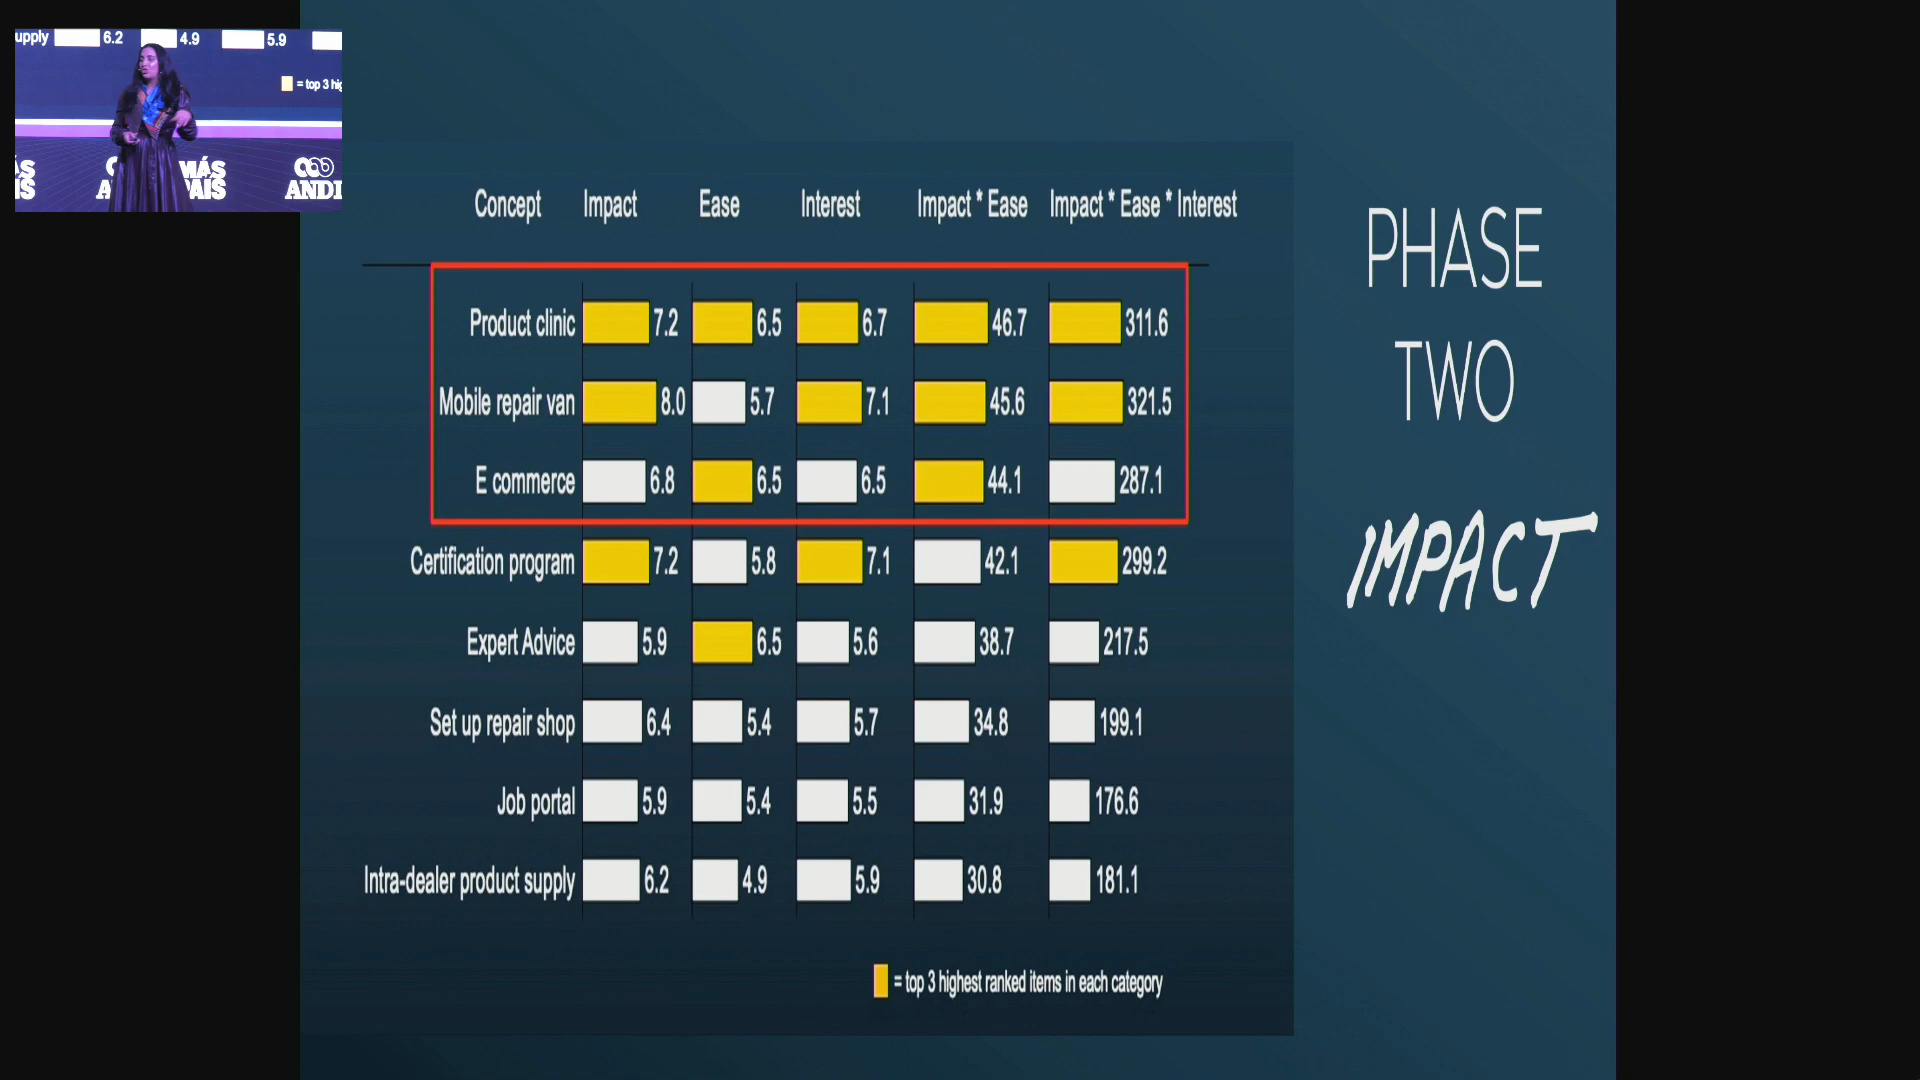 upply 6.2 4.9 5.9
= top 3 hig
MÁS
PAÍS
ANDI
Concept Impact Ease Interest Impact * Ease Impact * Ease * Interest
Product clinic 7.2 6.5 6.7 46.7 311.6
Mobile repair van 8.0 5.7 7.1 45.6 321.5
E commerce 6.8 6.5 6.5 44.1 287.1
Certification program 7.2 5.8 7.1 42.1 299.2
Expert Advice 5.9 6.5 5.6 38.7 217.5
Set up repair shop 6.4 5.4 5.7 34.8 199.1
Job portal 5.9 5.4 5.5 31.9 176.6
Intra-dealer product supply 6.2 4.9 5.9 30.8 181.1
= top 3 highest ranked items in each category
PHASE
TWO
IMPACT